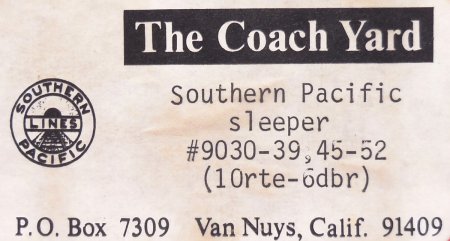 The Coach Yard
SOUTHERN
LINES
PACIFIC
Southern Pacific
sleeper
#9030-39,45-52
(10rte-6dbr)
P.O. Box 7309 Van Nuys, Calif. 91409